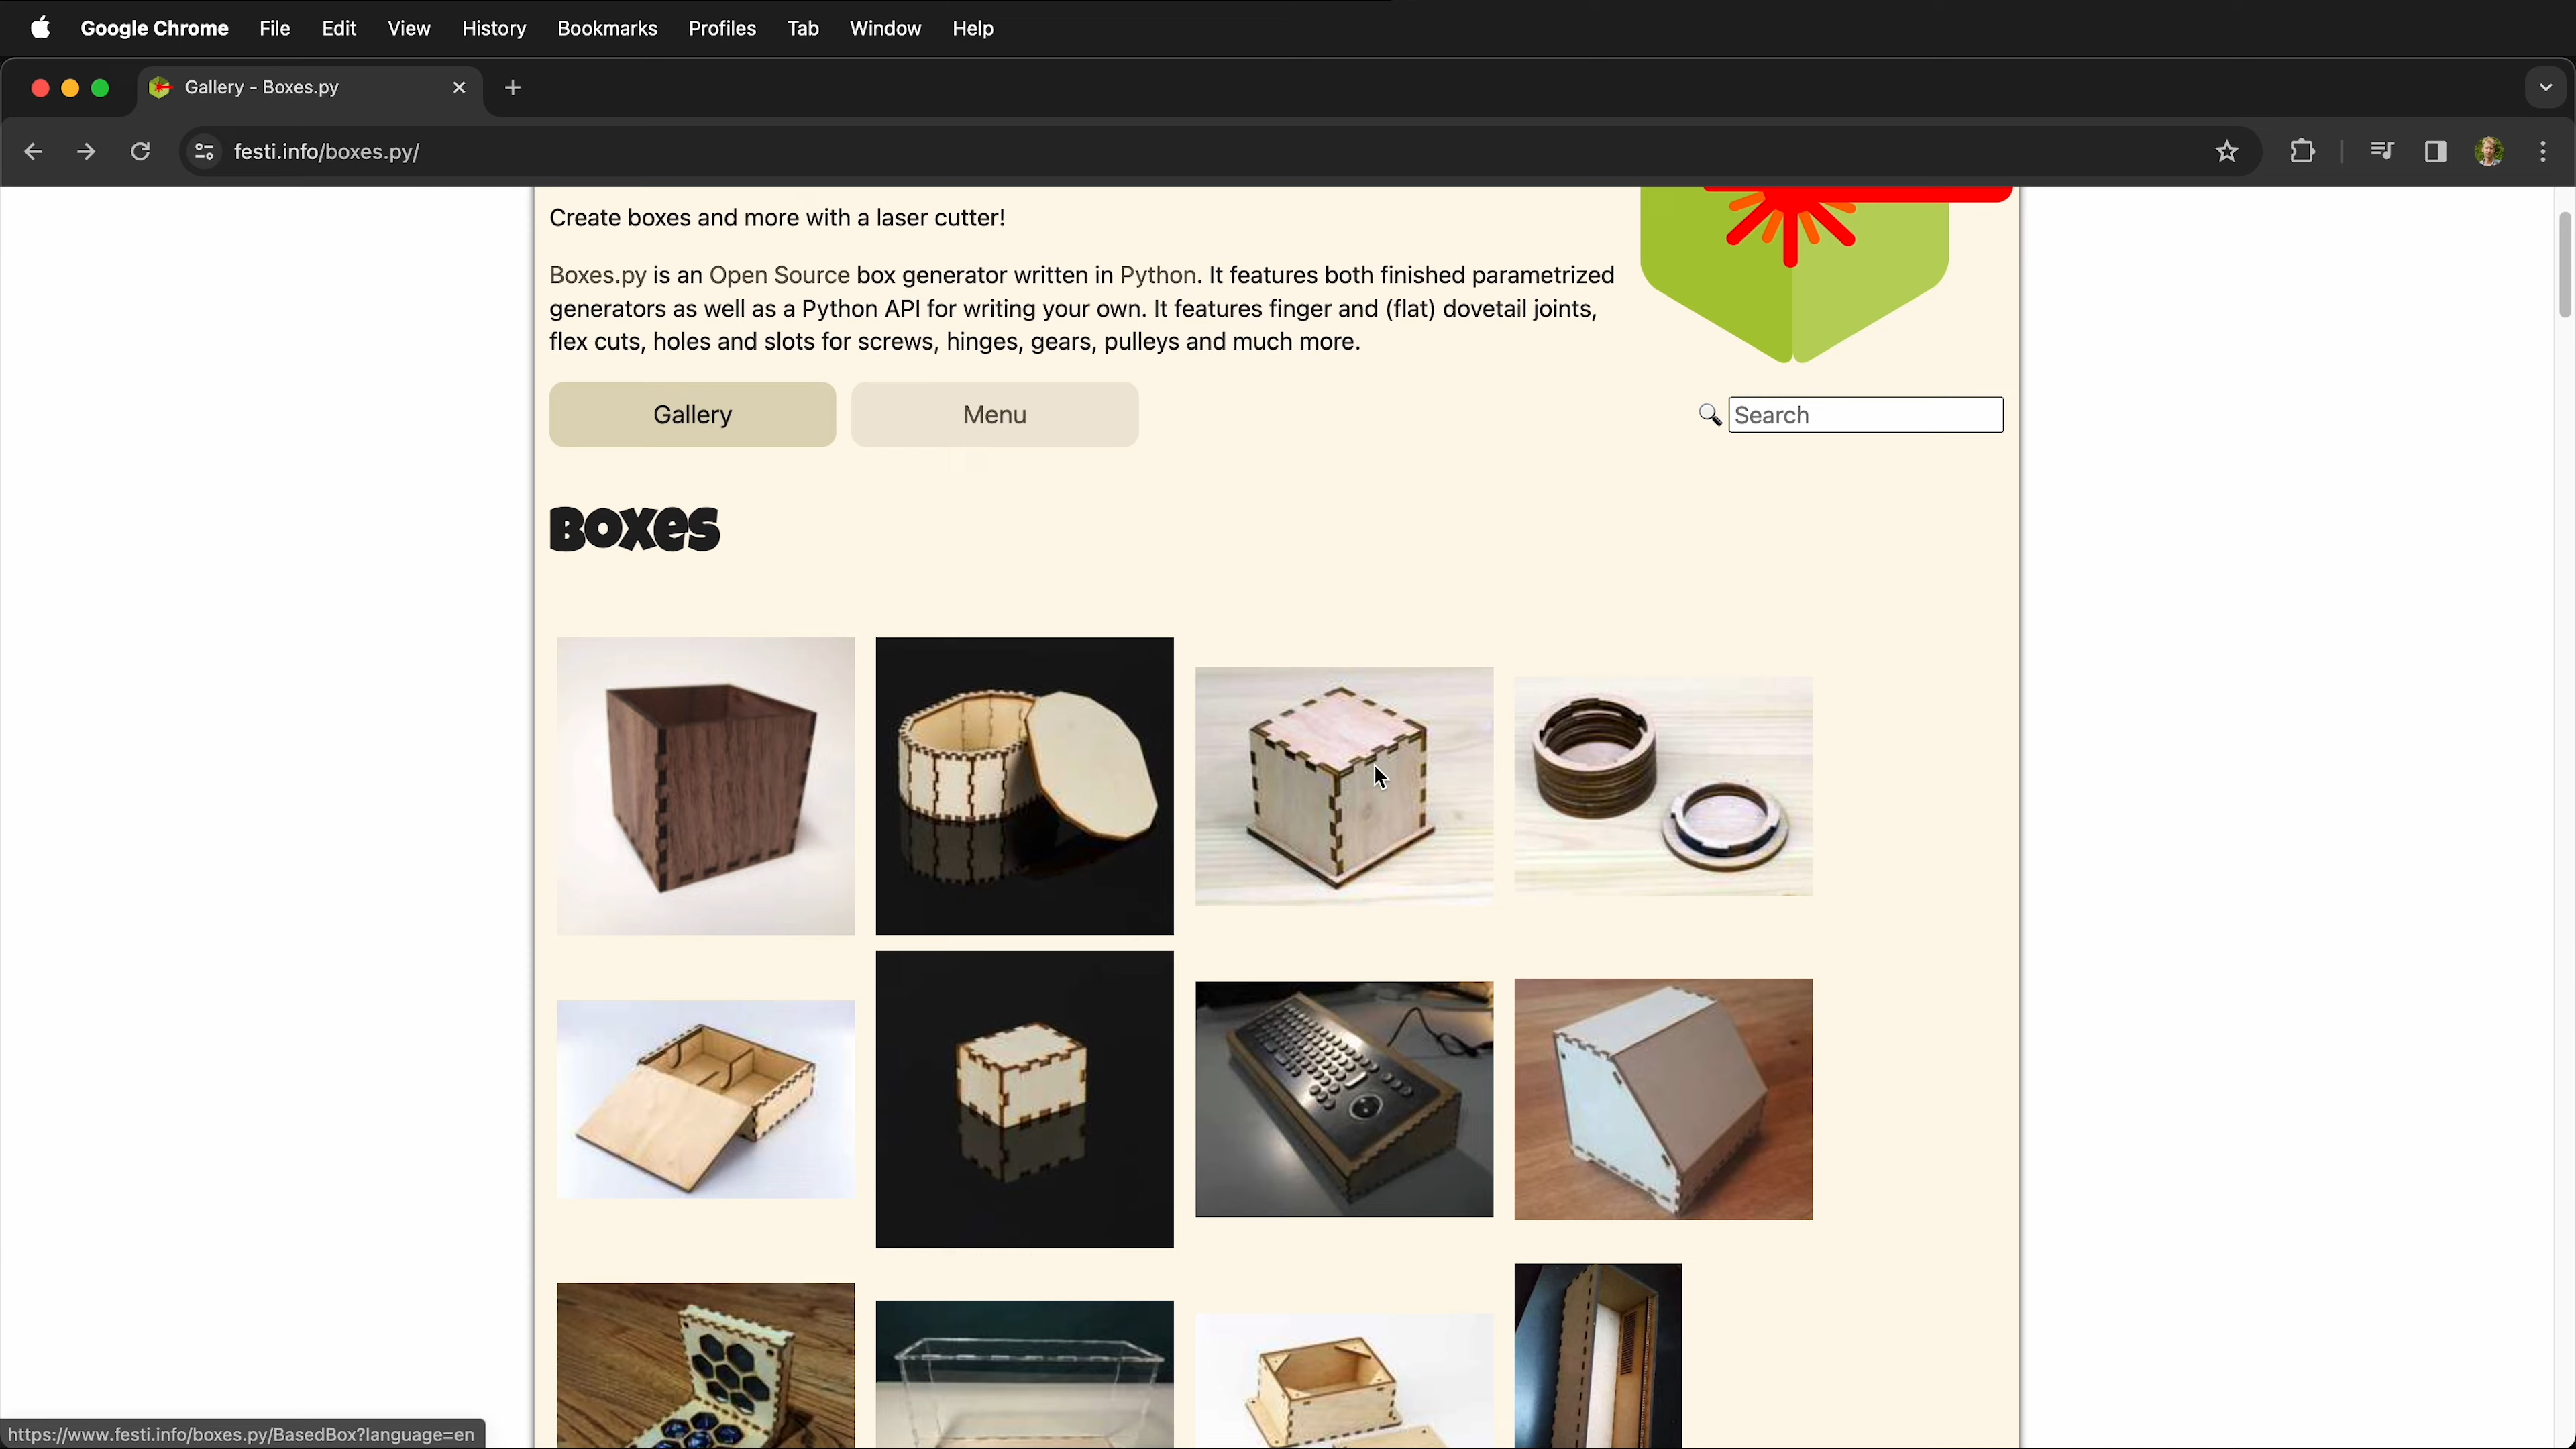 Google Chrome File Edit View History Bookmarks Profiles Tab Window Help
Gallery - Boxes.py
festi.info/boxes.py/
Create boxes and more with a laser cutter!
Boxes.py is an Open Source box generator written in Python. It features both finished parametrized
generators as well as a Python API for writing your own. It features finger and (flat) dovetail joints,
flex cuts, holes and slots for screws, hinges, gears, pulleys and much more.
Gallery Menu Search
Boxes
https://www.festi.info/boxes.py/BasedBox?language=en